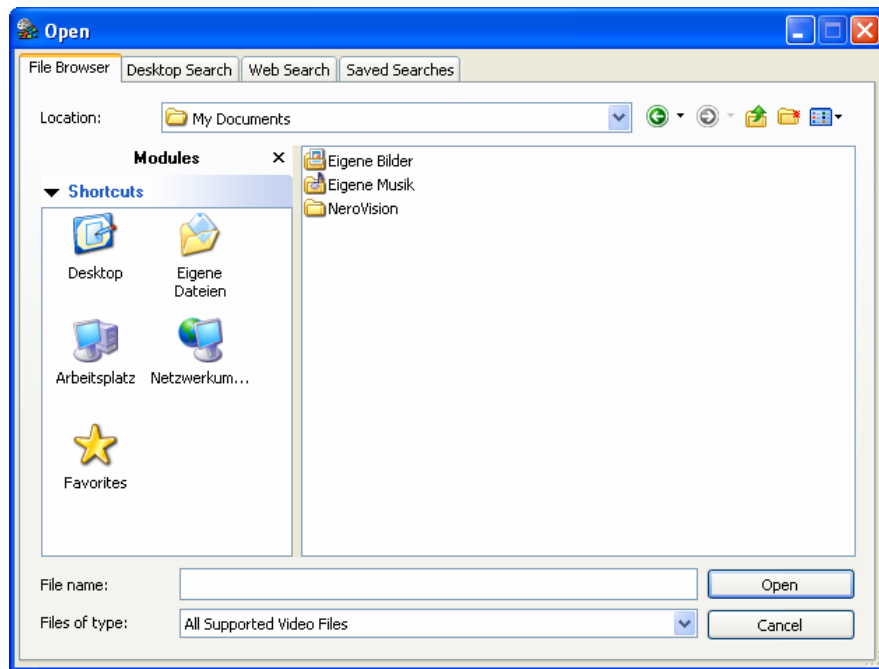 Open
File Browser Desktop Search Web Search Saved Searches
Location: My Documents
Modules
Shortcuts
Desktop
Eigene Dateien
Arbeitsplatz
Netzwerkum...
Favorites
Eigene Bilder
Eigene Musik
NeroVision
File name:
Open
Files of type: All Supported Video Files
Cancel